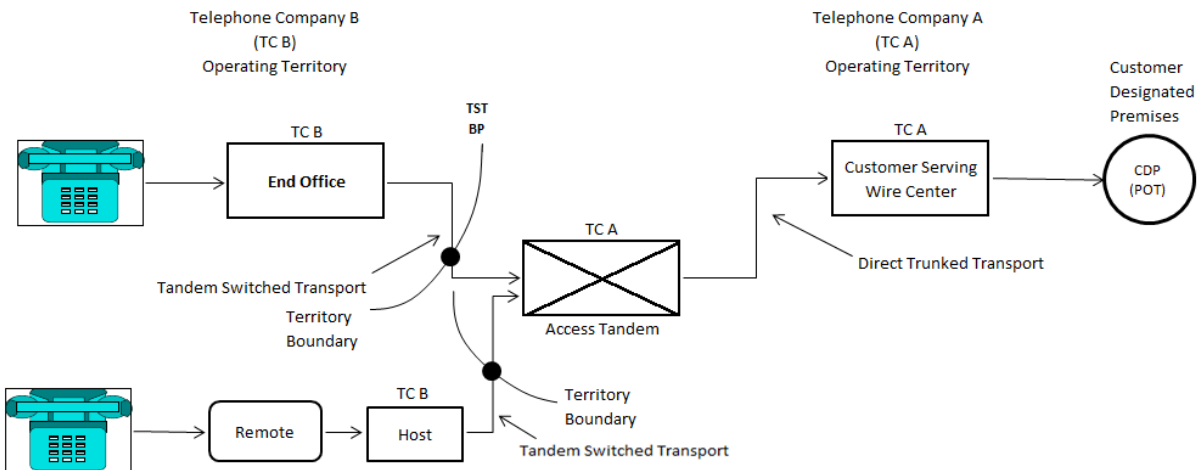 Telephone Company B
(TC B)
Operating Territory
Telephone Company A
(TC A)
Operating Territory
Customer
Designated
Premises
TST
BP
TC B
End Office
TC A
Customer Serving
Wire Center
CDP
(POT)
TC A
Access Tandem
Tandem Switched Transport
Territory
Boundary
Direct Trunked Transport
Remote
TC B
Host
Territory
Boundary
Tandem Switched Transport